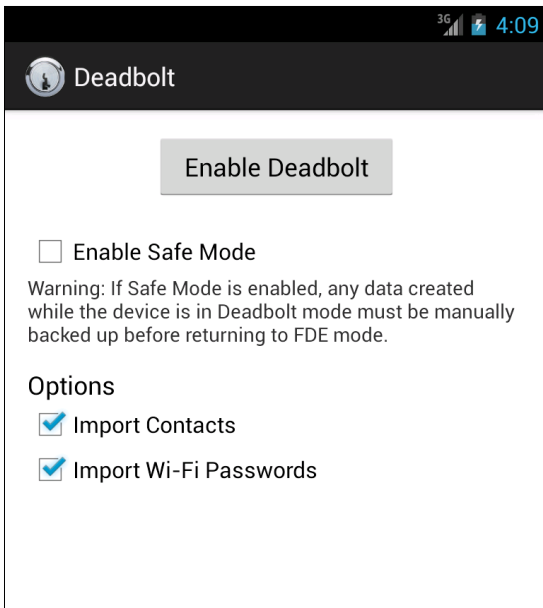 3G 4:09
Deadbolt
Enable Deadbolt
Enable Safe Mode
Warning: If Safe Mode is enabled, any data created
while the device is in Deadbolt mode must be manually
backed up before returning to FDE mode.
Options
Import Contacts
Import Wi-Fi Passwords